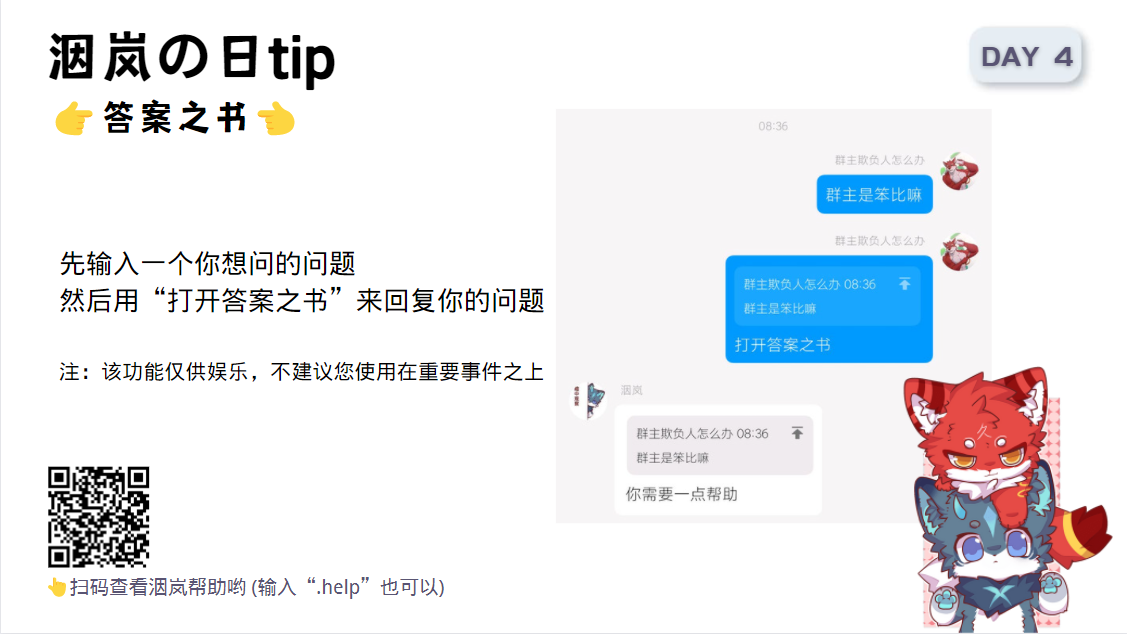 洇岚の日tip
DAY 4
👉答案之书👈
先输入一个你想问的问题
然后用“打开答案之书”来回复你的问题
注：该功能仅供娱乐，不建议您使用在重要事件之上
08:36
群主欺负人怎么办
群主是笨比嘛
群主欺负人怎么办
群主欺负人怎么办 08:36
群主是笨比嘛
打开答案之书
洇岚
群主欺负人怎么办 08:36
群主是笨比嘛
你需要一点帮助
久
👆扫码查看洇岚帮助哟 (输入“.help”也可以)